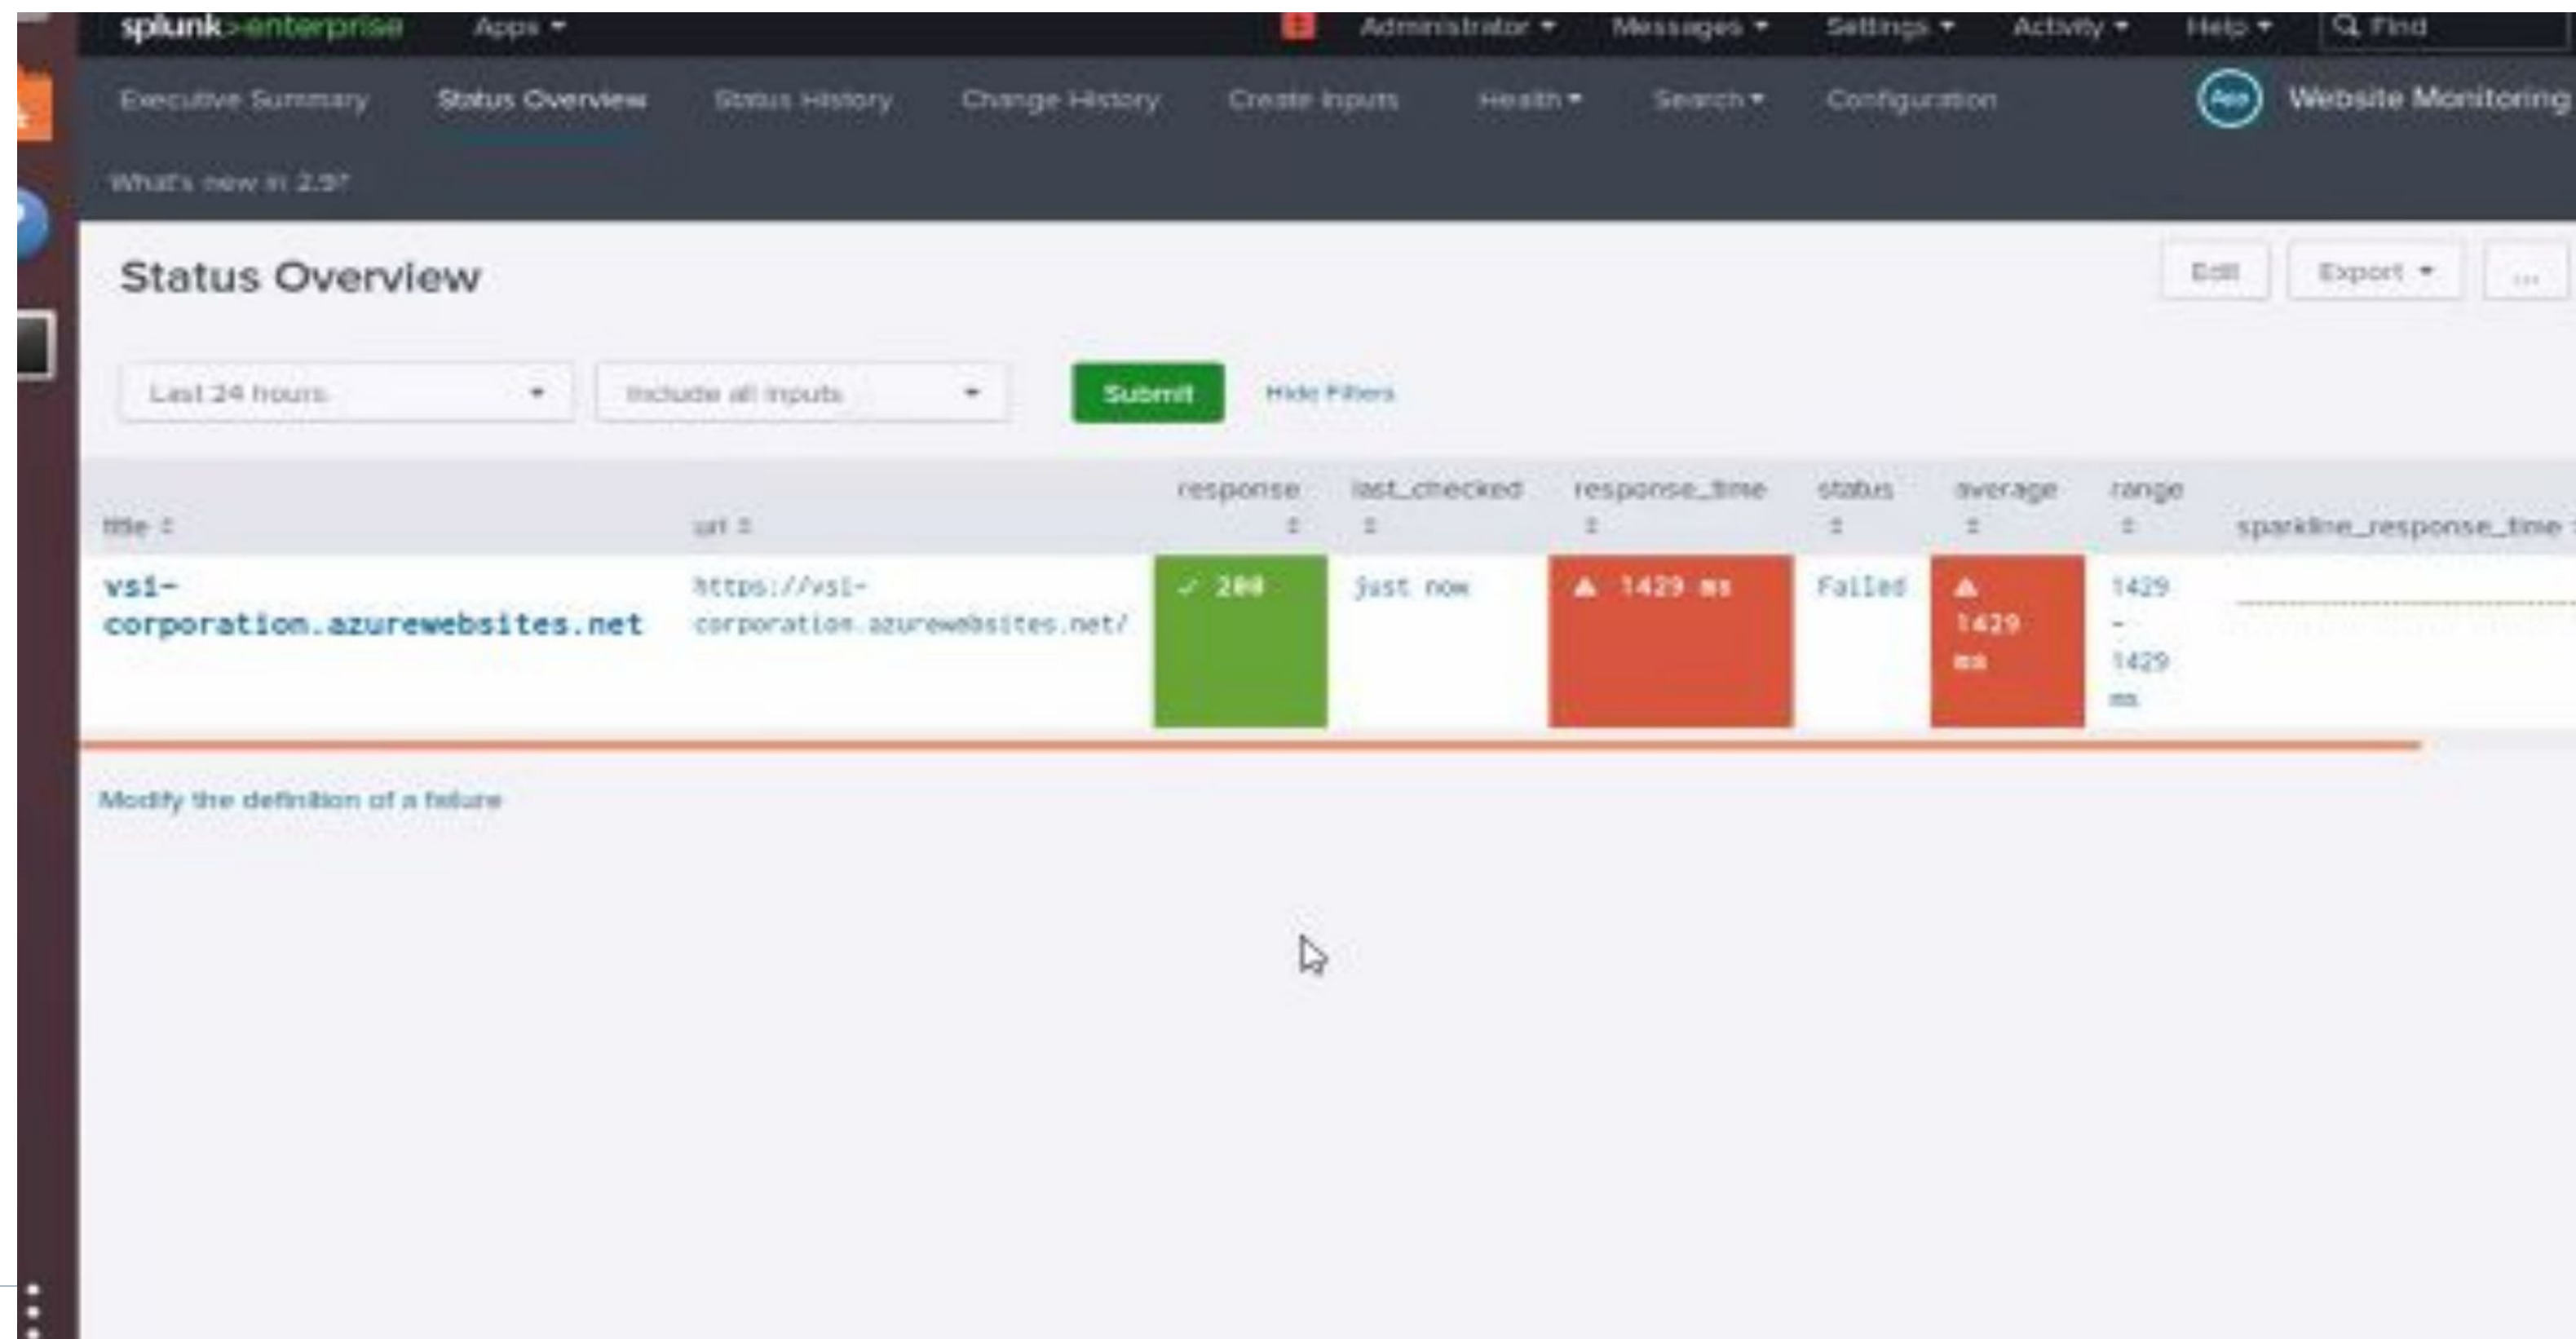 splunk>enterprise Apps Administrator Messages Settings Activity Help Find
Executive Summary Status Overview Status History Change History Create Inputs Health Search Configuration App Website Monitoring
What's new in 2.9?
Status Overview
Edit Export ...
Last 24 hours Include all inputs Submit Hide Filters
response last_checked response_time status average range
title url sparkline_response_time
vsi- https://vsi- 200 just now 1429 ms Failed 1429
corporation.azurewebsites.net corporation.azurewebsites.net/ 1429 -
ms 1429
ms
Modify the definition of a failure